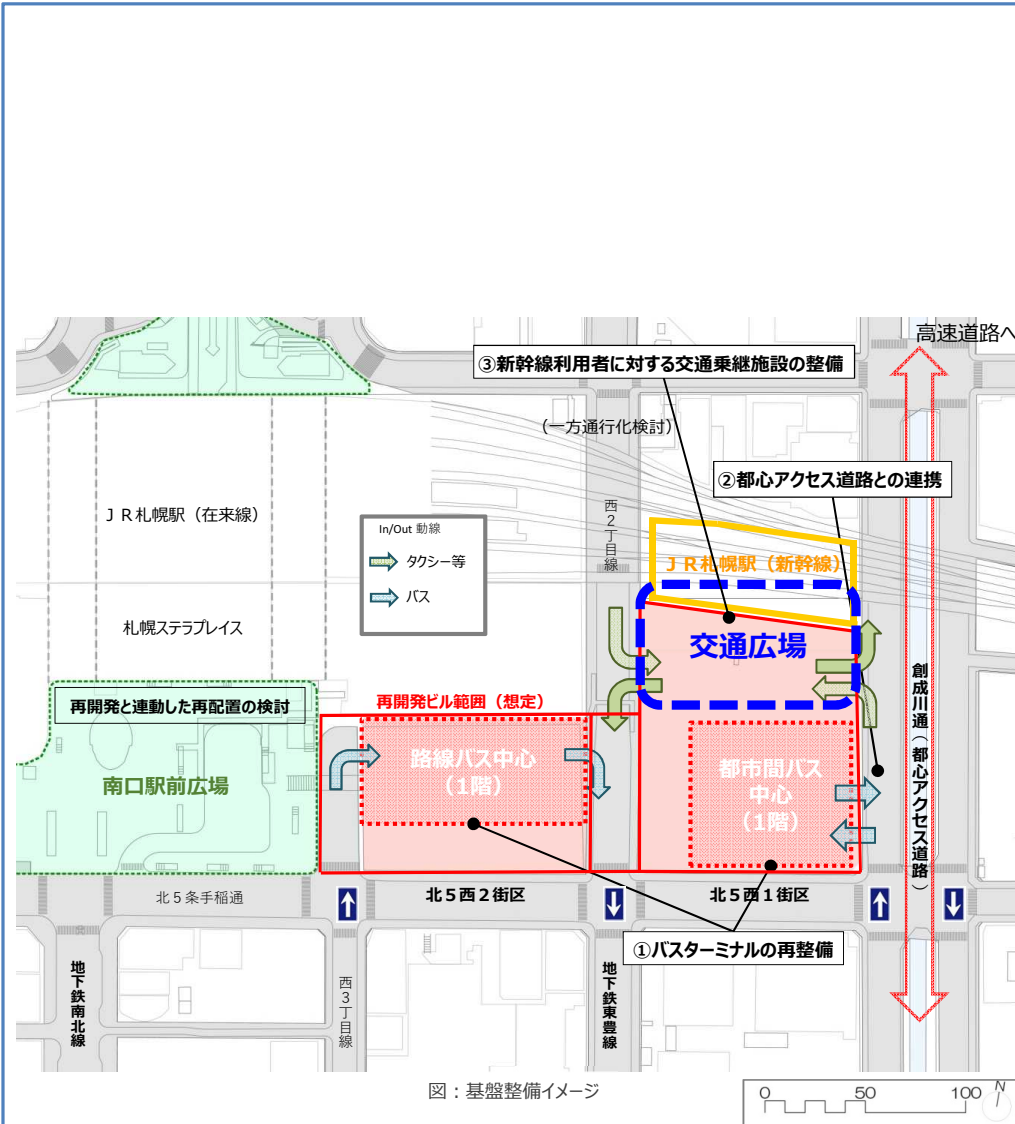 高速道路へ
③新幹線利用者に対する交通乗継施設の整備
(一方通行化検討)
②都心アクセス道路との連携
JR札幌駅(在来線)
In/Out 動線
タクシー等
バス
西2丁目線
JR札幌駅(新幹線)
札幌ステラプレイス
交通広場
創成川通(都心アクセス道路)
再開発と連動した再配置の検討
再開発ビル範囲(想定)
南口駅前広場
路線バス中心
(1階)
都市間バス
中心
(1階)
北5条手稲通
北5西2街区
北5西1街区
①バスターミナルの再整備
地下鉄南北線
西3丁目線
地下鉄東豊線
図:基盤整備イメージ
0 50 100 N